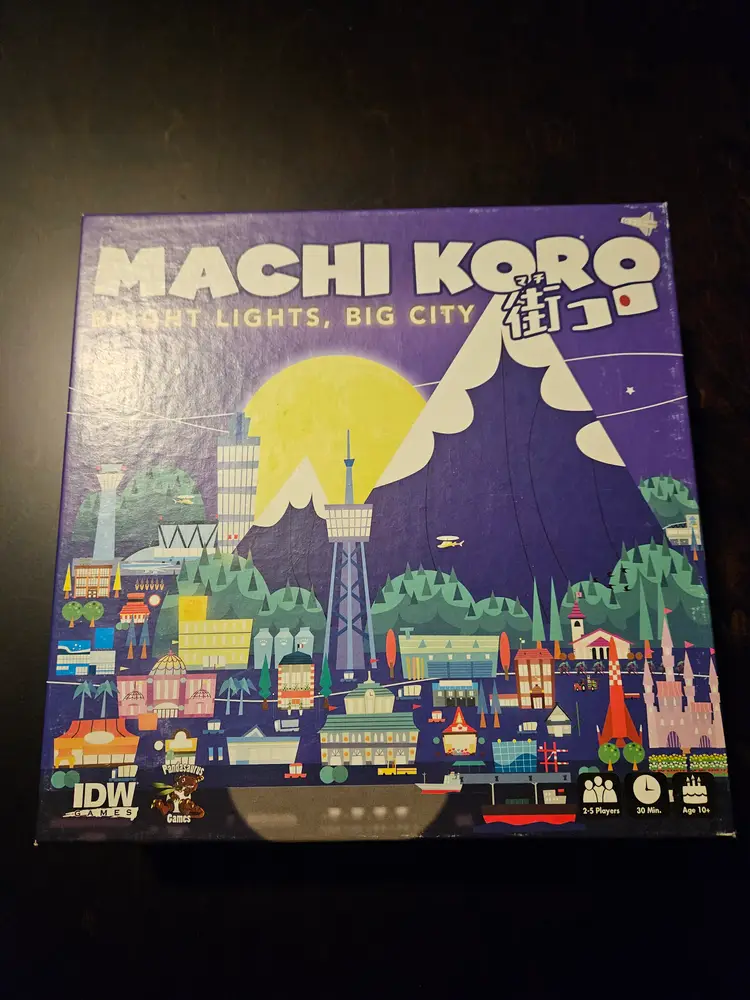 MACHI KORO
BRIGHT LIGHTS, BIG CITY
マチ
街コロ
IDW
GAMES
Pandasaurus
Games
2-5 Players
30 Min.
Age 10+